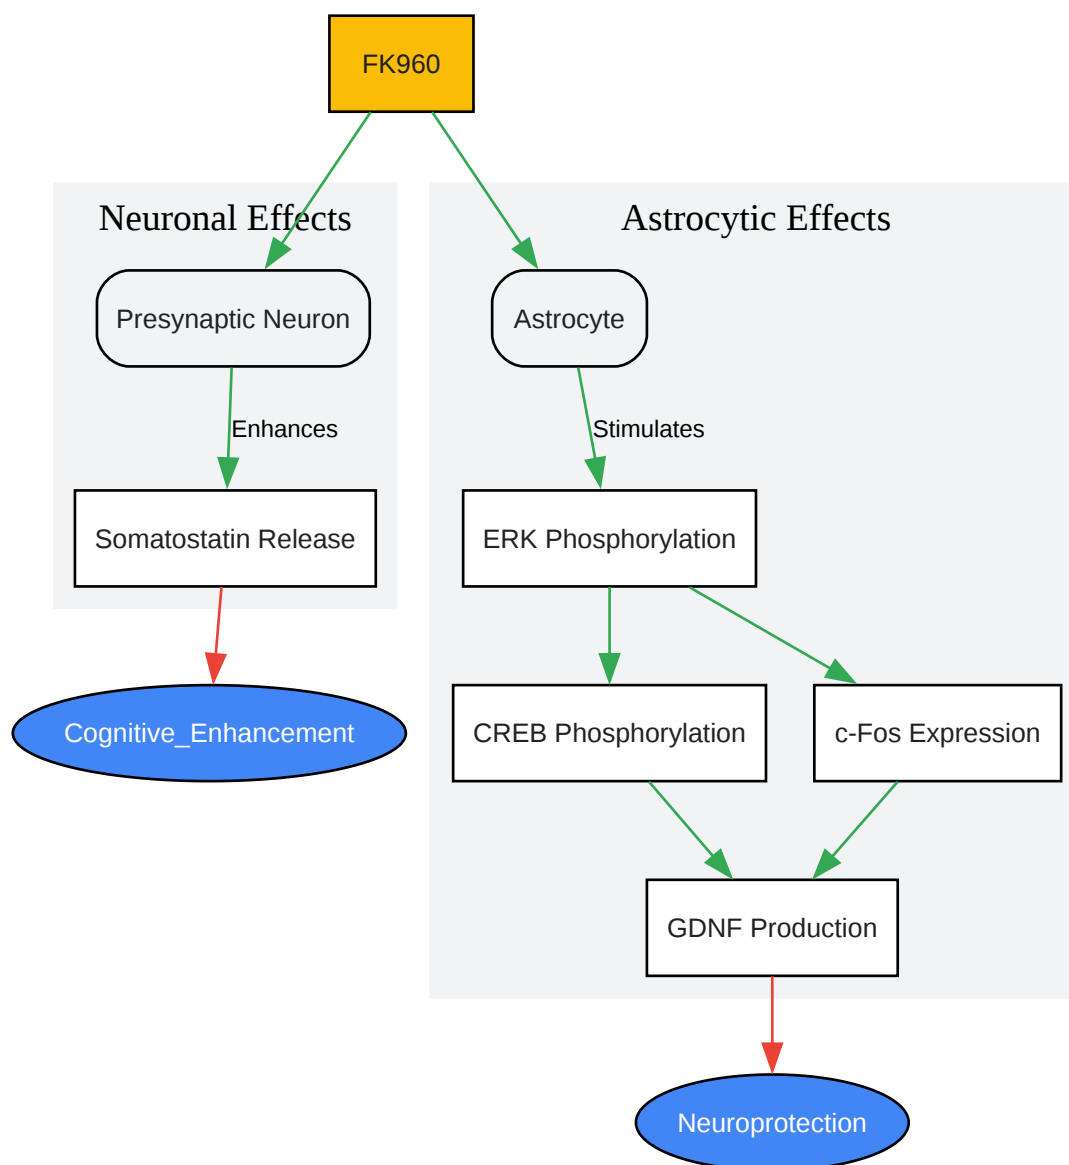 FK960
Neuronal Effects
Astrocytic Effects
Presynaptic Neuron
Astrocyte
Enhances
Stimulates
Somatostatin Release
ERK Phosphorylation
Cognitive_Enhancement
CREB Phosphorylation
c-Fos Expression
GDNF Production
Neuroprotection